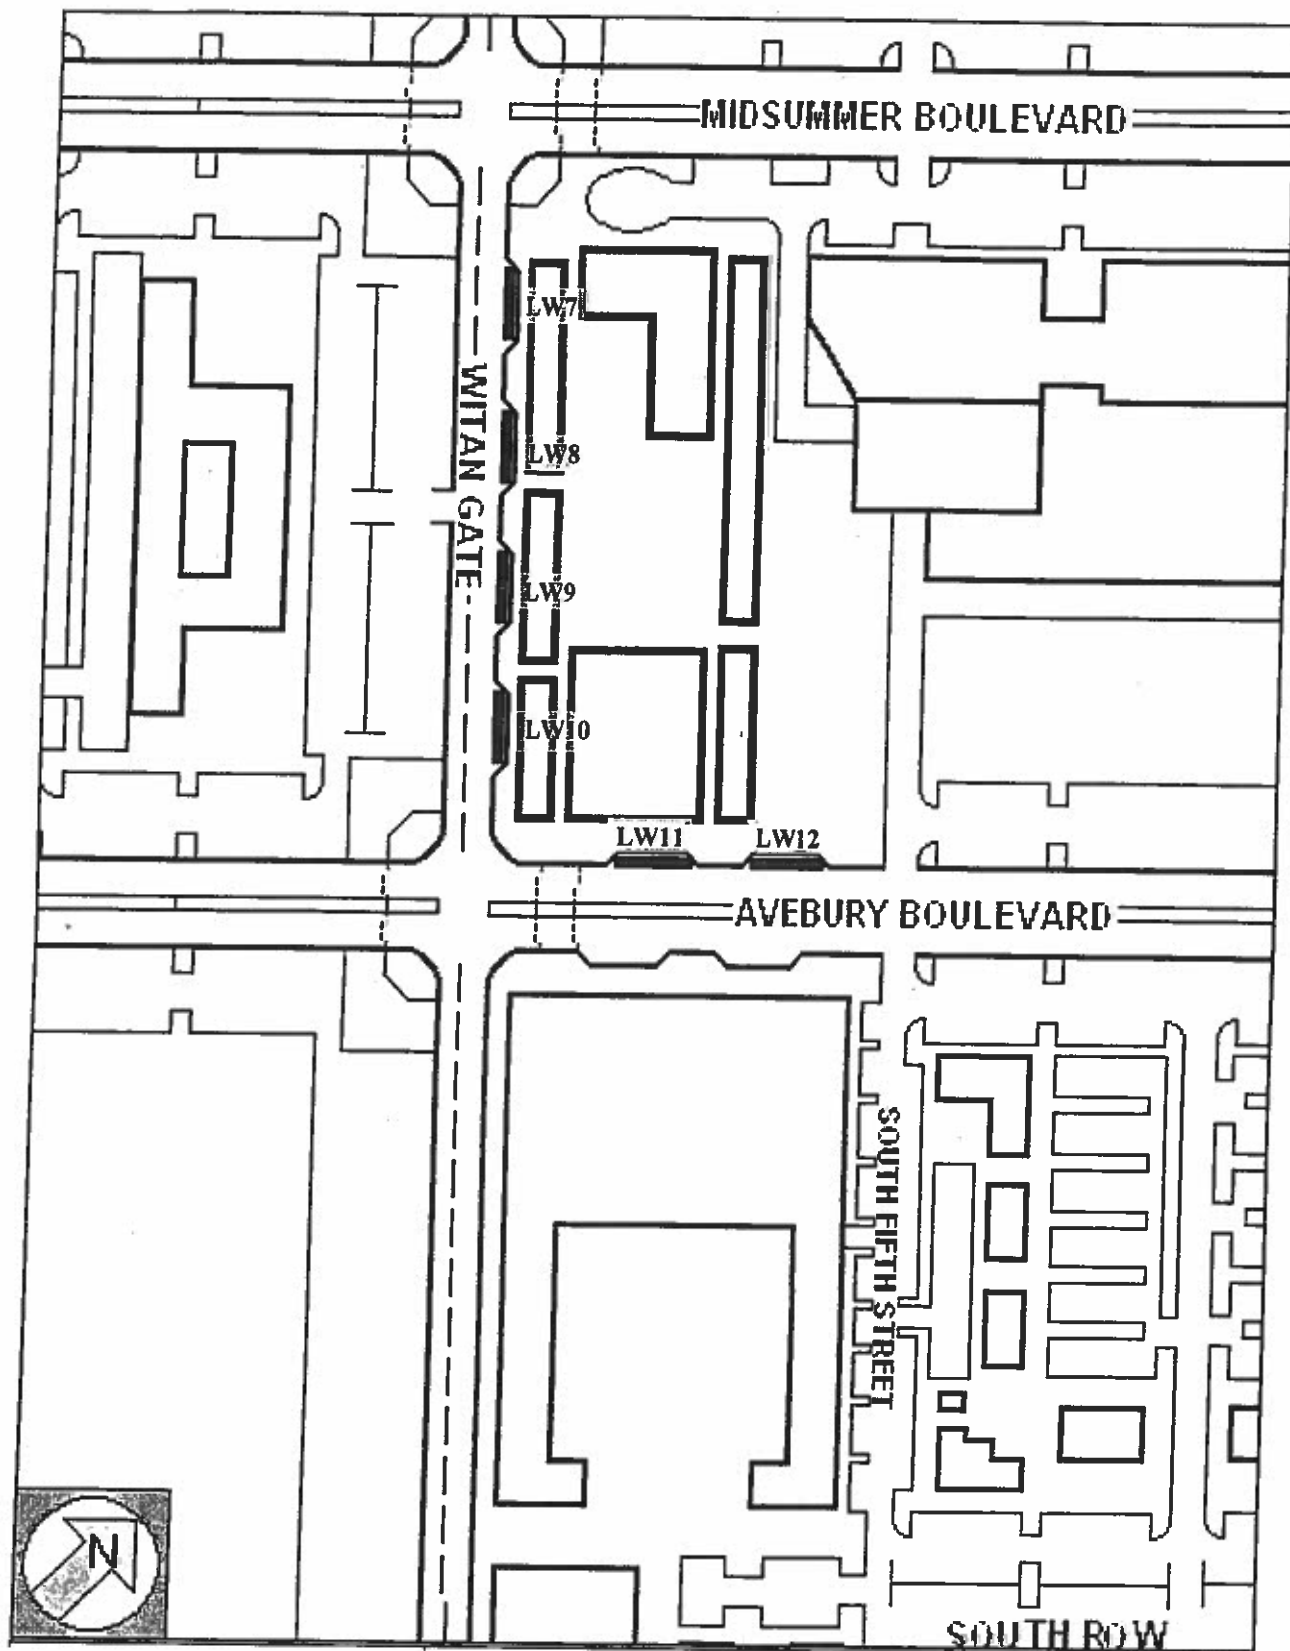 MIDSUMMER BOULEVARD
LW7
WITAN GATE
LW8
LW9
LW10
LW11
LW12
AVEBURY BOULEVARD
SOUTH FIFTH STREET
N
SOUTH ROW